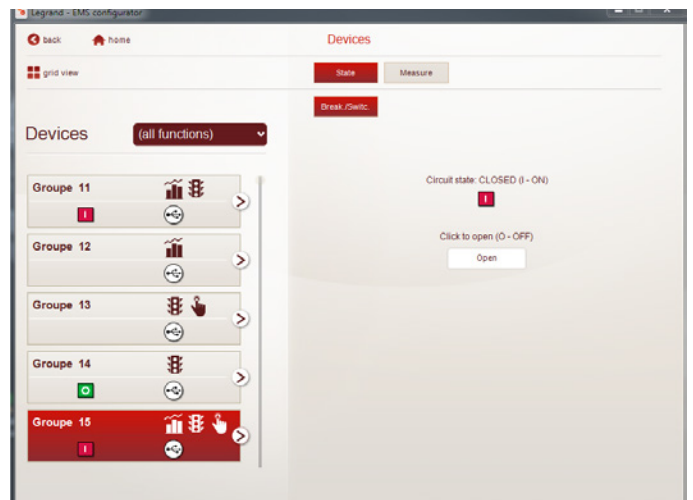 Legrand - EMS configurator
back
home
Devices
grid view
State
Measure
Break./Switc.
Devices
(all functions)
Groupe 11
I
Groupe 12
Groupe 13
Groupe 14
O
Groupe 15
I
Circuit state: CLOSED (I - ON)
I
Click to open (O - OFF)
Open